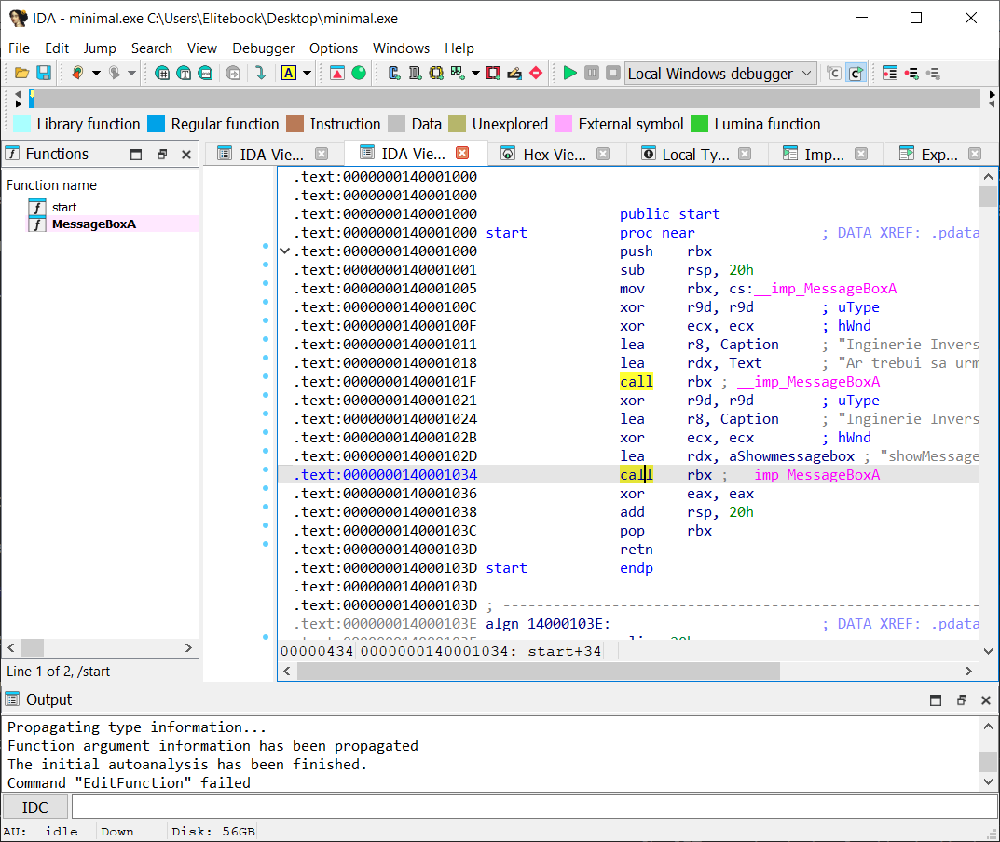 IDA - minimal.exe C:\Users\Elitebook\Desktop\minimal.exe
File Edit Jump Search View Debugger Options Windows Help
Local Windows debugger
Library function Regular function Instruction Data Unexplored External symbol Lumina function
Functions
Function name
start
MessageBoxA
Line 1 of 2, /start
IDA Vie... IDA Vie... Hex Vie... Local Ty... Imp... Exp...
.text:0000000140001000
.text:0000000140001000
.text:0000000140001000 public start
.text:0000000140001000 start proc near ; DATA XREF: .pdata
.text:0000000140001000 push rbx
.text:0000000140001001 sub rsp, 20h
.text:0000000140001005 mov rbx, cs:__imp_MessageBoxA
.text:000000014000100C xor r9d, r9d ; uType
.text:000000014000100F xor ecx, ecx ; hWnd
.text:0000000140001011 lea r8, Caption ; "Inginerie Invers
.text:0000000140001018 lea rdx, Text ; "Ar trebui sa urm
.text:000000014000101F call rbx ; __imp_MessageBoxA
.text:0000000140001021 xor r9d, r9d ; uType
.text:0000000140001024 lea r8, Caption ; "Inginerie Invers
.text:000000014000102B xor ecx, ecx ; hWnd
.text:000000014000102D lea rdx, aShowmessagebox ; "showMessage
.text:0000000140001034 call rbx ; __imp_MessageBoxA
.text:0000000140001036 xor eax, eax
.text:0000000140001038 add rsp, 20h
.text:000000014000103C pop rbx
.text:000000014000103D retn
.text:000000014000103D start endp
.text:000000014000103D
.text:000000014000103D ; ---------------------------------------------------------
.text:000000014000103E algn_14000103E: ; DATA XREF: .pdata
00000434 0000000140001034: start+34
Output
Propagating type information...
Function argument information has been propagated
The initial autoanalysis has been finished.
Command "EditFunction" failed
IDC
AU: idle Down Disk: 56GB